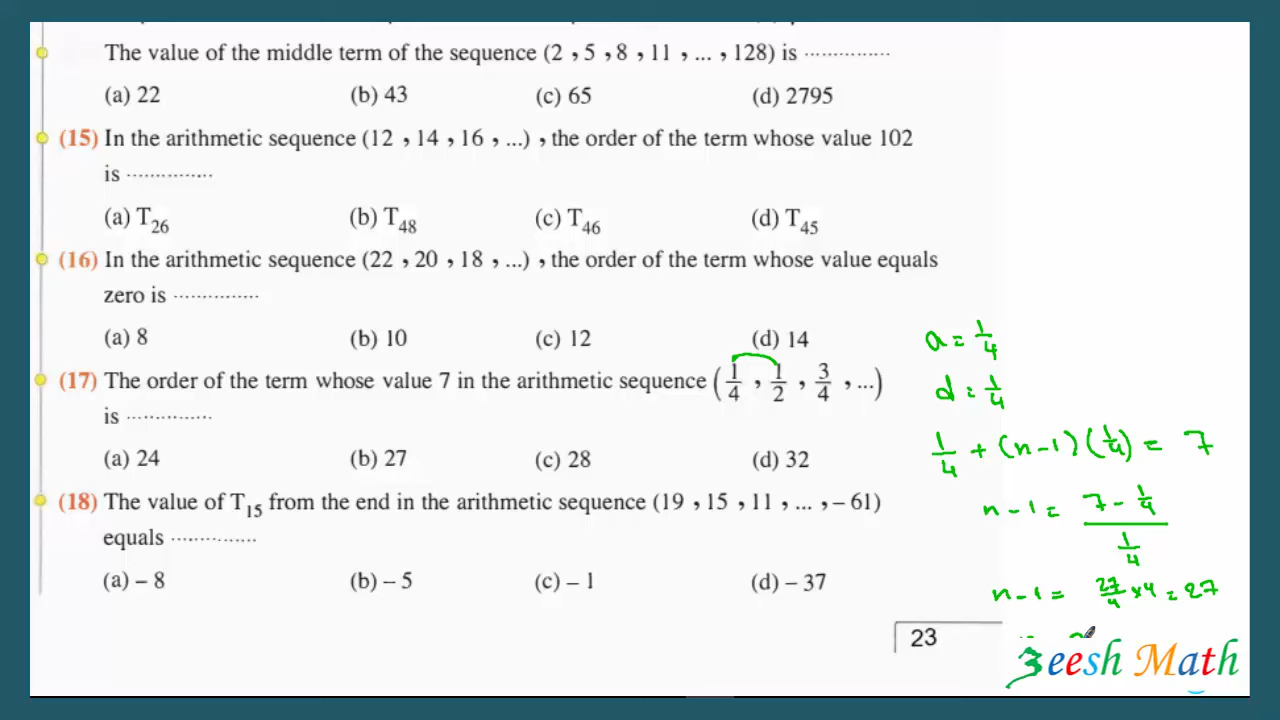 The value of the middle term of the sequence (2 , 5 , 8 , 11 , ... , 128) is ...............
(a) 22 (b) 43 (c) 65 (d) 2795
(15) In the arithmetic sequence (12 , 14 , 16 , ...) , the order of the term whose value 102
is ...............
(a) T₂₆ (b) T₄₈ (c) T₄₆ (d) T₄₅
(16) In the arithmetic sequence (22 , 20 , 18 , ...) , the order of the term whose value equals
zero is ...............
(a) 8 (b) 10 (c) 12 (d) 14
(17) The order of the term whose value 7 in the arithmetic sequence (1/4 , 1/2 , 3/4 , ...)
is ...............
(a) 24 (b) 27 (c) 28 (d) 32
(18) The value of T₁₅ from the end in the arithmetic sequence (19 , 15 , 11 , ... , – 61)
equals ...............
(a) – 8 (b) – 5 (c) – 1 (d) – 37
23
a = 1/4
d = 1/4
1/4 + (n-1)(1/4) = 7
n-1 = (7 - 1/4) / (1/4)
n-1 = 27/4 × 4 = 27
3eesh Math